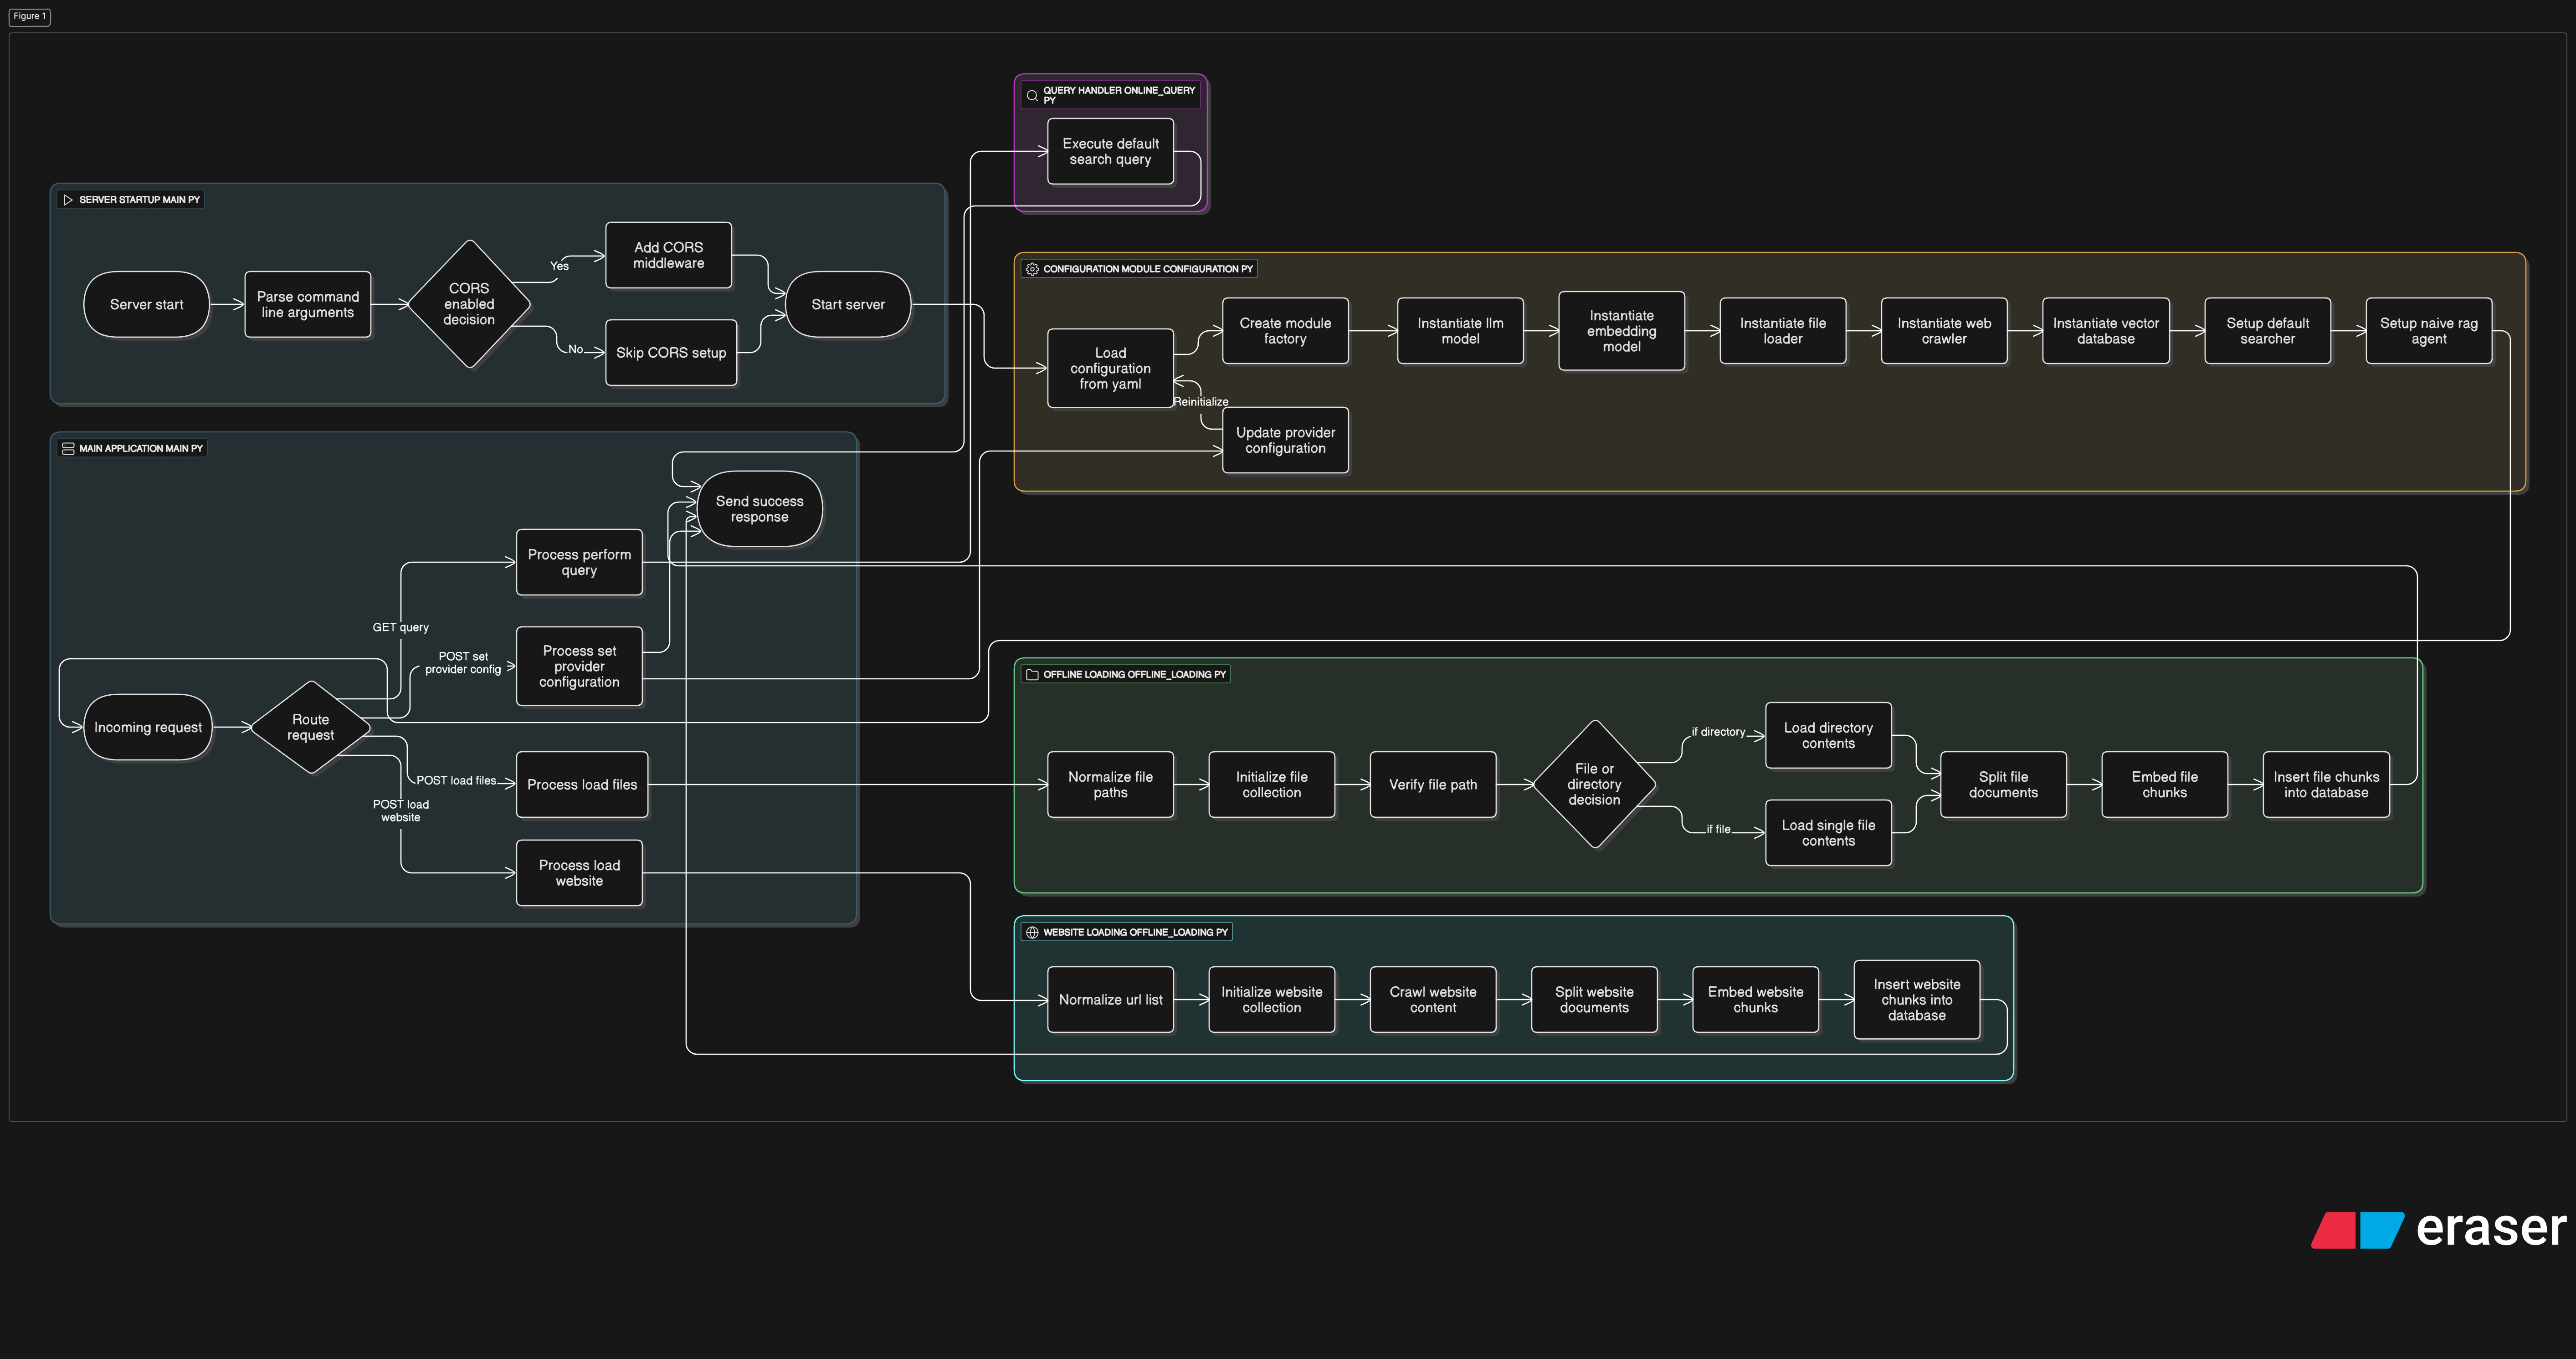 Figure 1
QUERY HANDLER ONLINE_QUERY
PY
Execute default
search query
SERVER STARTUP MAIN PY
Server start
Parse command
line arguments
CORS
enabled
decision
Yes
No
Add CORS
middleware
Skip CORS setup
Start server
CONFIGURATION MODULE CONFIGURATION PY
Load
configuration
from yaml
Create module
factory
Instantiate llm
model
Instantiate
embedding
model
Instantiate file
loader
Instantiate web
crawler
Instantiate vector
database
Setup default
searcher
Setup naive rag
agent
Reinitialize
Update provider
configuration
MAIN APPLICATION MAIN PY
Send success
response
Process perform
query
GET query
POST set
provider config
Process set
provider
configuration
Incoming request
Route
request
POST load files
Process load files
POST load
website
Process load
website
OFFLINE LOADING OFFLINE_LOADING PY
Normalize file
paths
Initialize file
collection
Verify file path
File or
directory
decision
if directory
if file
Load directory
contents
Load single file
contents
Split file
documents
Embed file
chunks
Insert file chunks
into database
WEBSITE LOADING OFFLINE_LOADING PY
Normalize url list
Initialize website
collection
Crawl website
content
Split website
documents
Embed website
chunks
Insert website
chunks into
database
eraser